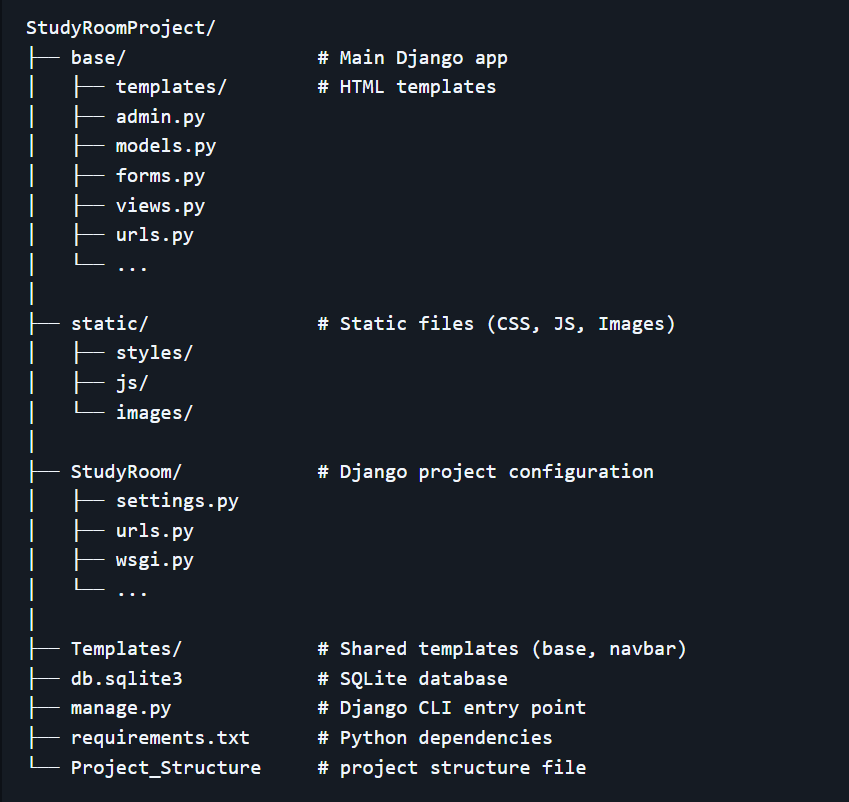 StudyRoomProject/
├── base/                 # Main Django app
│   ├── templates/        # HTML templates
│   ├── admin.py
│   ├── models.py
│   ├── forms.py
│   ├── views.py
│   ├── urls.py
│   └── ...
│
├── static/               # Static files (CSS, JS, Images)
│   ├── styles/
│   ├── js/
│   └── images/
│
├── StudyRoom/            # Django project configuration
│   ├── settings.py
│   ├── urls.py
│   ├── wsgi.py
│   └── ...
│
├── Templates/            # Shared templates (base, navbar)
├── db.sqlite3            # SQLite database
├── manage.py             # Django CLI entry point
├── requirements.txt      # Python dependencies
└── Project_Structure     # project structure file